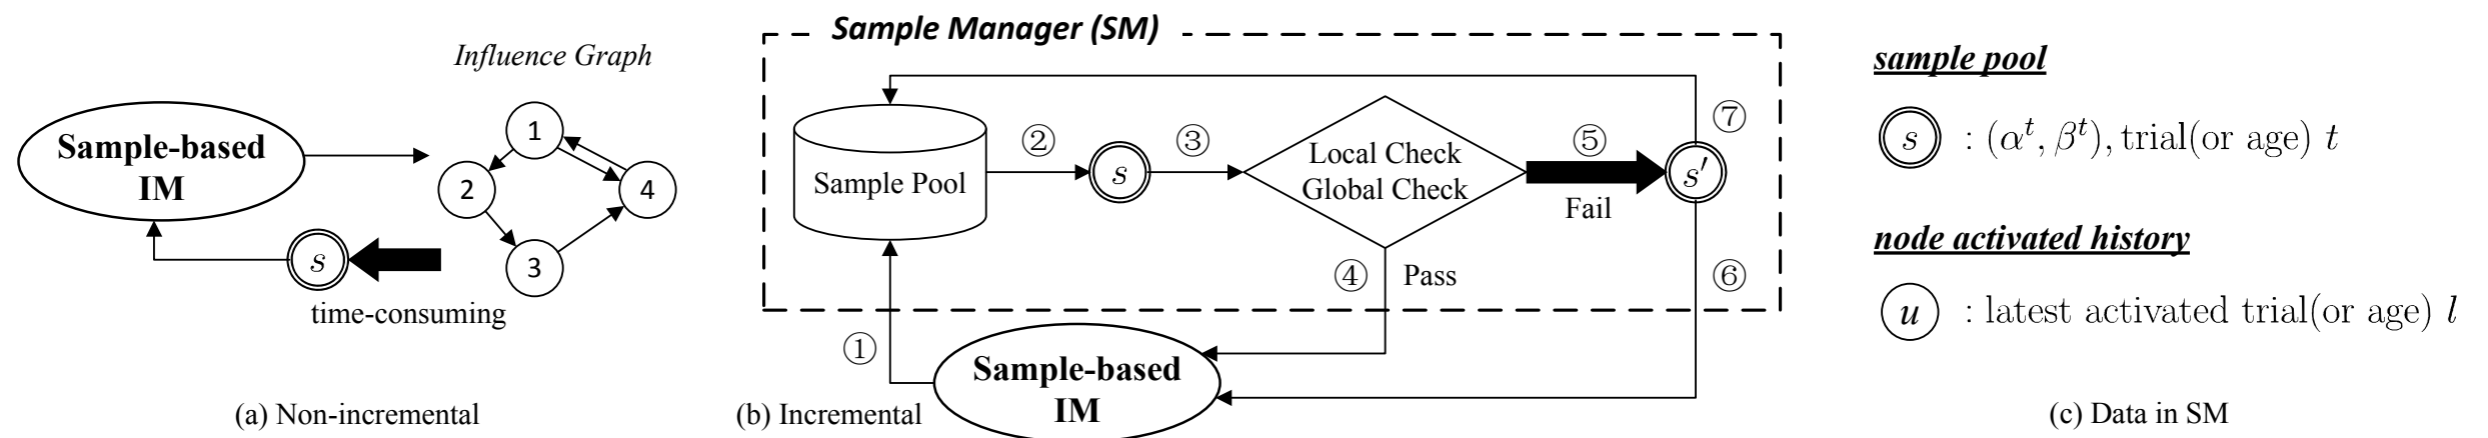 Influence Graph
Sample-based
IM
1
2
4
3
s
time-consuming
(a) Non-incremental
Sample Manager (SM)
Sample Pool
②
s
③
Local Check
Global Check
⑤
Fail
s′
⑦
④
Pass
⑥
①
Sample-based
IM
(b) Incremental
sample pool
s : (α^t, β^t), trial(or age) t
node activated history
u : latest activated trial(or age) l
(c) Data in SM